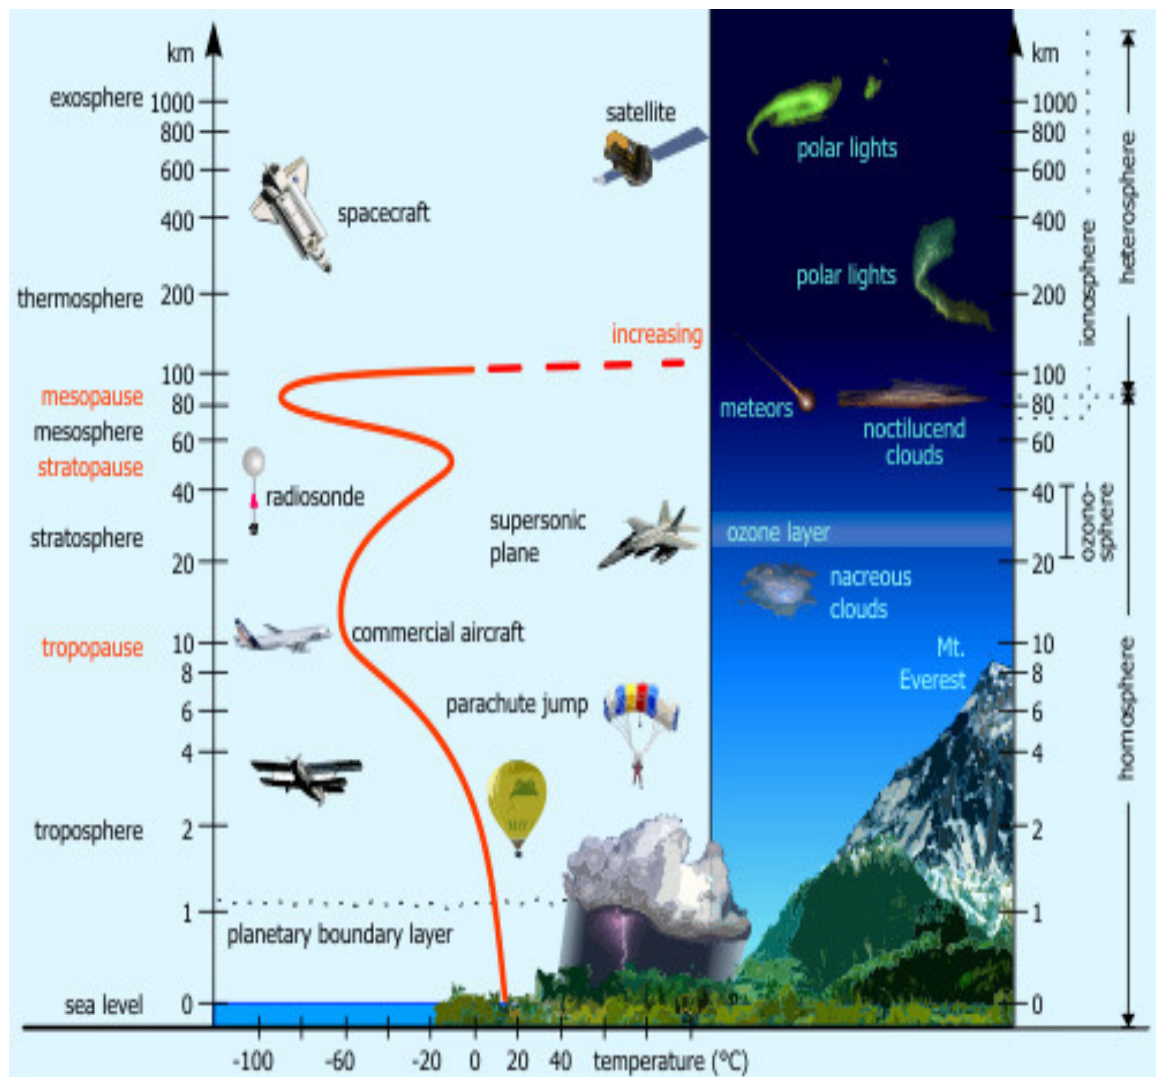 km
exosphere
1000
800
600
400
thermosphere
200
100
mesopause
80
mesosphere
60
stratopause
40
stratosphere
20
tropopause
10
8
6
4
troposphere
2
1
sea level
0
satellite
spacecraft
increasing
radiosonde
supersonic
plane
commercial aircraft
parachute jump
planetary boundary layer
-100
-60
-20
0
20
40
temperature (°C)
polar lights
polar lights
meteors
noctilucend
clouds
ozone layer
nacreous
clouds
Mt.
Everest
km
1000
800
600
400
200
100
80
60
40
20
10
8
6
4
2
1
0
ionosphere
ozono-
sphere
heterosphere
homosphere